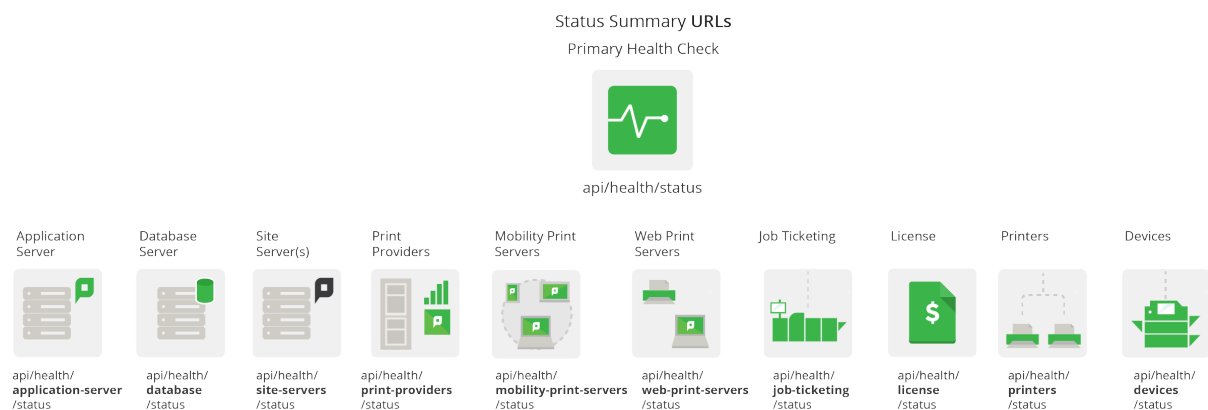 Status Summary URLs
Primary Health Check
api/health/status
Application
Server
Database
Server
Site
Server(s)
Print
Providers
Mobility Print
Servers
Web Print
Servers
Job Ticketing
License
Printers
Devices
$
api/health/
application-server
/status
api/health/
database
/status
api/health/
site-servers
/status
api/health/
print-providers
/status
api/health/
mobility-print-servers
/status
api/health/
web-print-servers
/status
api/health/
job-ticketing
/status
api/health/
license
/status
api/health/
printers
/status
api/health/
devices
/status